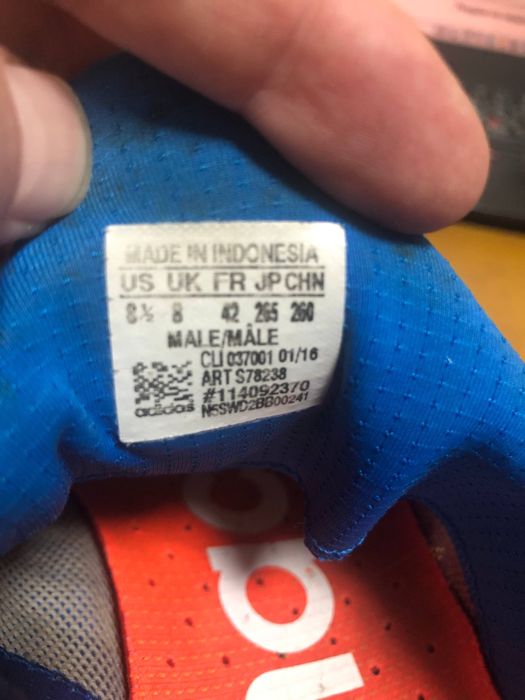 MADE IN INDONESIA
US UK FR JP CHN
8½ 8 42 265 260
MALE/MÂLE
CLU 037001 01/16
ART S78238
#114092370
adidas N5SWD2BB00241